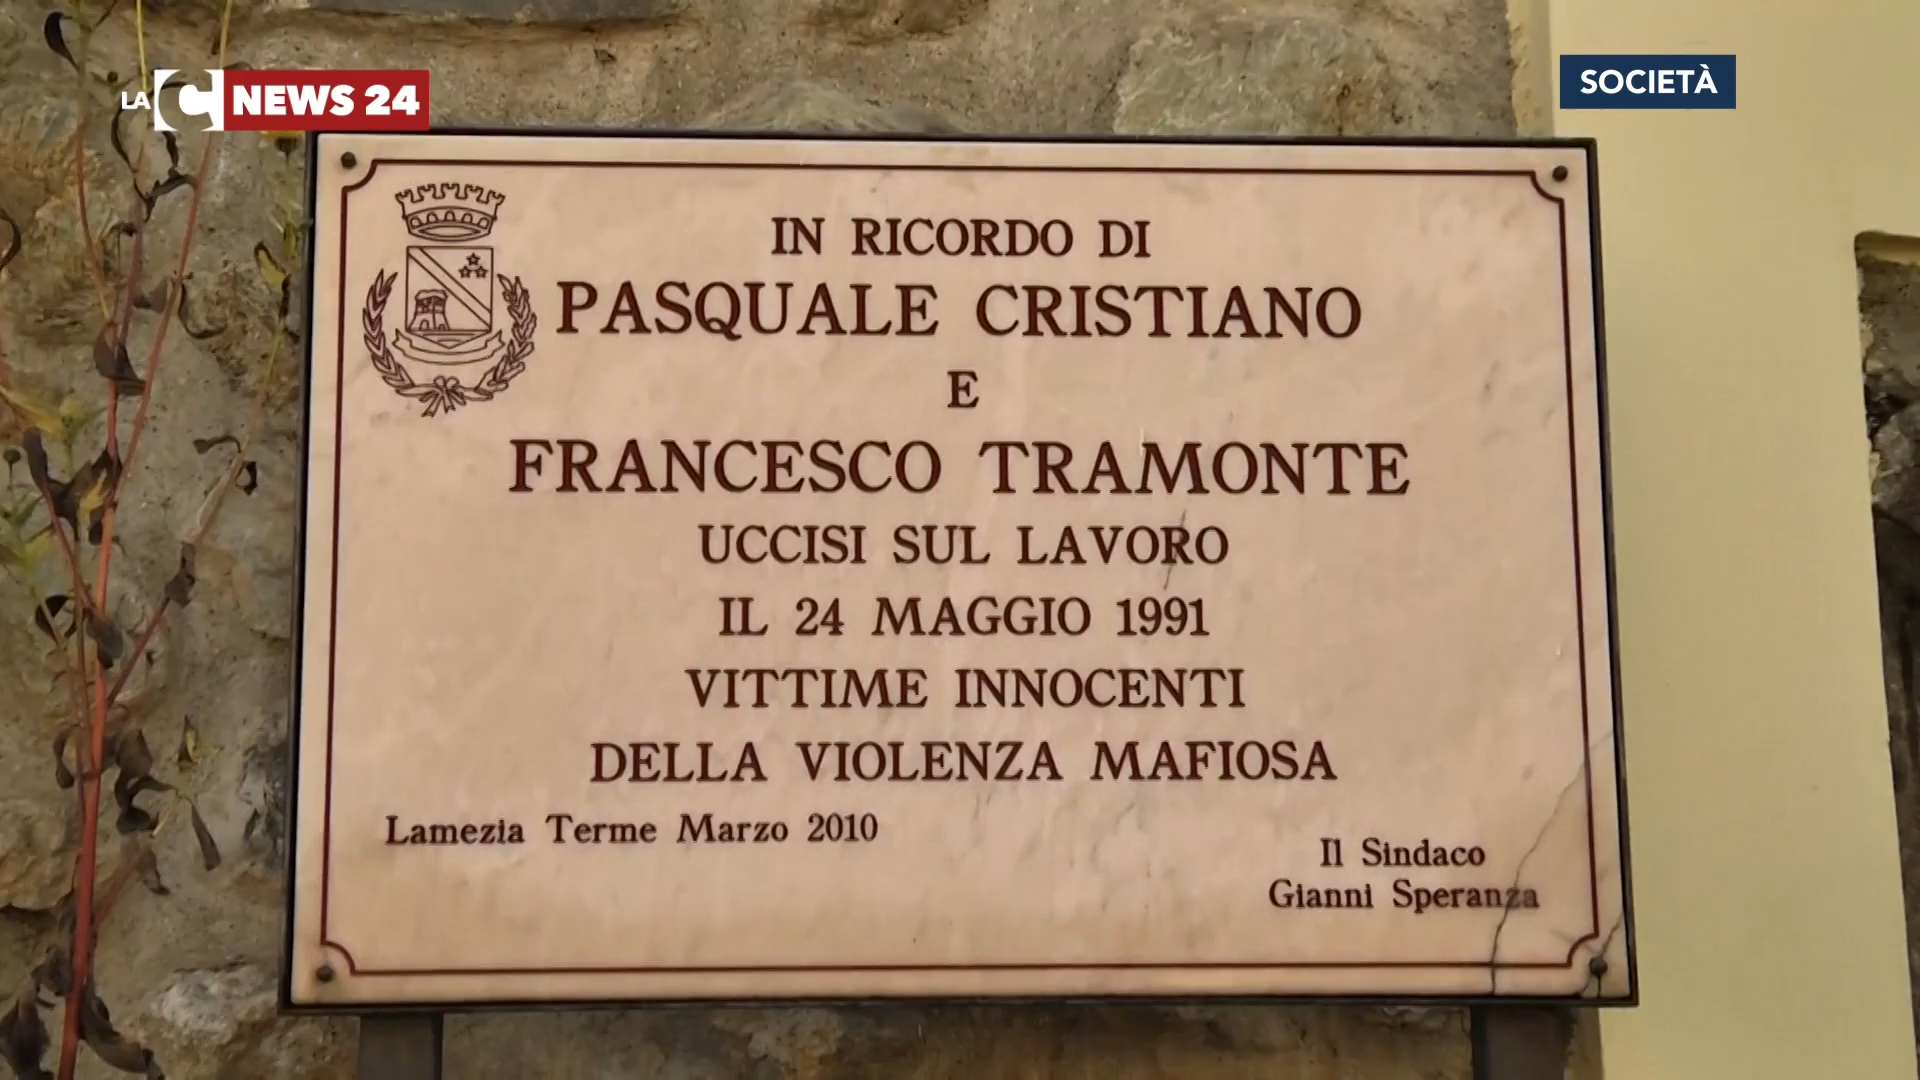 LA C NEWS 24
SOCIETÀ
IN RICORDO DI
PASQUALE CRISTIANO
E
FRANCESCO TRAMONTE
UCCISI SUL LAVORO
IL 24 MAGGIO 1991
VITTIME INNOCENTI
DELLA VIOLENZA MAFIOSA
Lamezia Terme Marzo 2010
Il Sindaco
Gianni Speranza